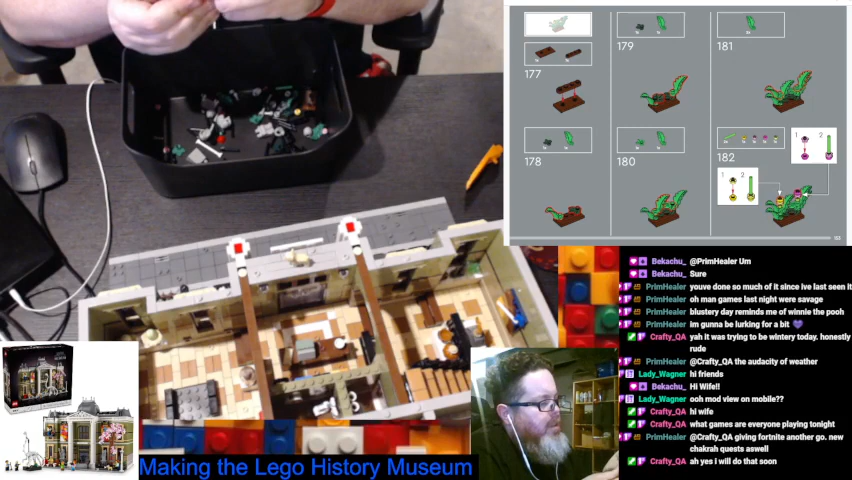 177
179
181
178
180
182
1 2
1 2
Bekachu_ @PrimHealer Um
Bekachu_ Sure
PrimHealer youve done so much of it since ive last seen it
PrimHealer oh man games last night were savage
PrimHealer blustery day reminds me of winnie the pooh
PrimHealer im gunna be lurking for a bit 💜
Crafty_QA yah it was trying to be wintery today. honestly
rude
PrimHealer @Crafty_QA the audacity of weather
Lady_Wagner hi friends
Bekachu_ Hi Wife!!
Lady_Wagner ooh mod view on mobile??
Crafty_QA hi wife
Crafty_QA what games are everyone playing tonight
PrimHealer @Crafty_QA giving fortnite another go. new
chakrah quests aswell
Crafty_QA ah yes i will do that soon
Making the Lego History Museum